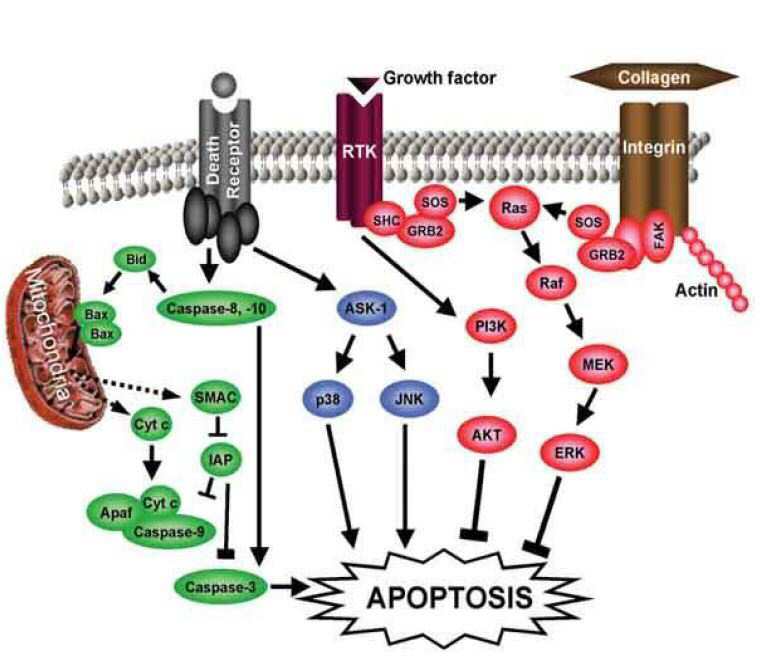 Growth factor
Collagen
Death
Receptor
RTK
Integrin
SHC
SOS
GRB2
Ras
SOS
GRB2
FAK
Actin
Mitochondria
Bid
Bax
Bax
Caspase-8, -10
ASK-1
Raf
PI3K
MEK
SMAC
p38
JNK
Cyt c
AKT
ERK
IAP
Cyt c
Apaf
Caspase-9
Caspase-3
APOPTOSIS